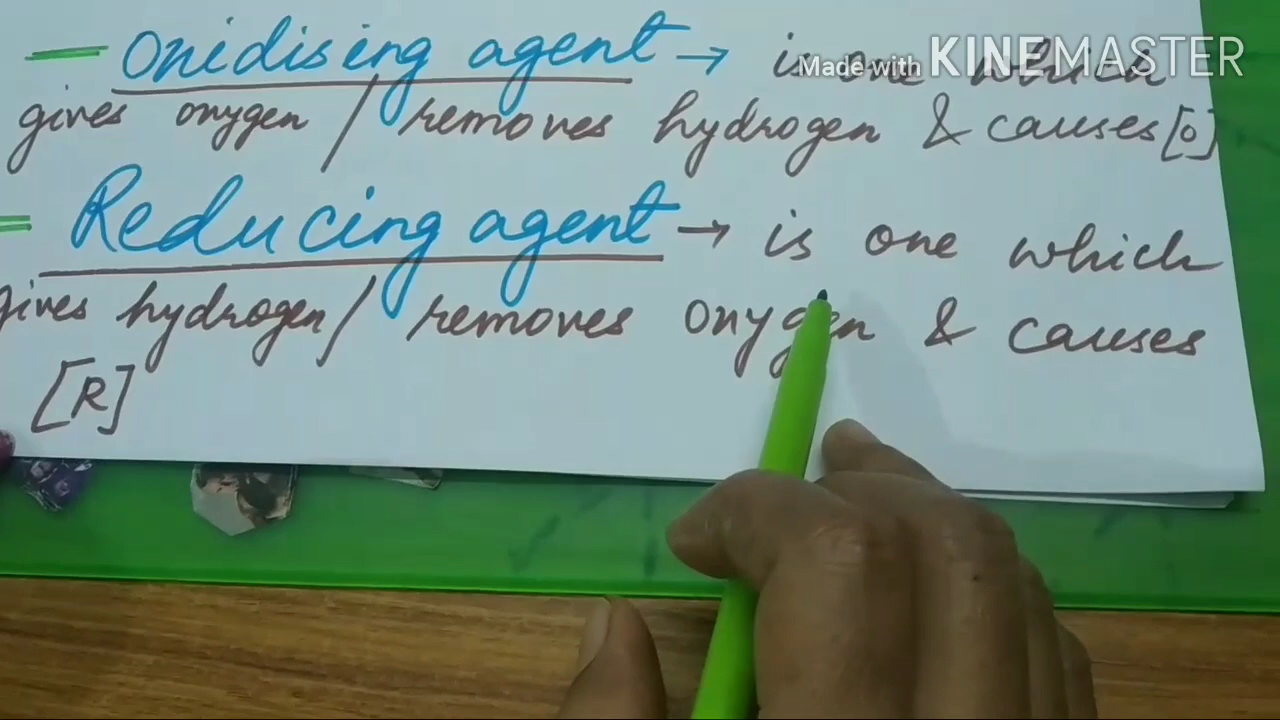 Oxidising agent → is one which
Made with KINEMASTER
gives oxygen / removes hydrogen & causes [O]
Reducing agent → is one which
gives hydrogen / removes oxygen & causes
[R]